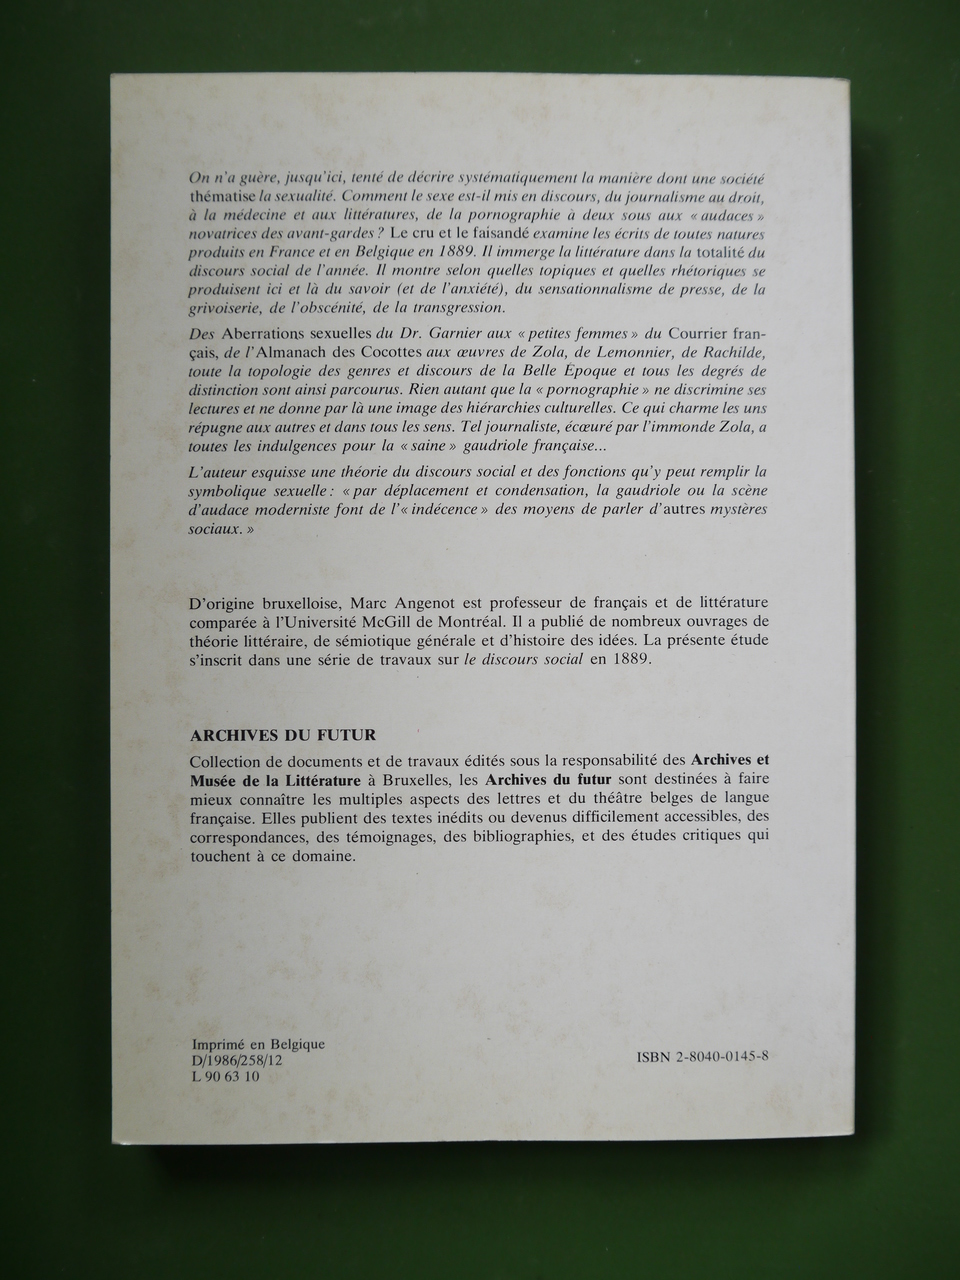 On n'a guère, jusqu'ici, tenté de décrire systématiquement la manière dont une société
thématise la sexualité. Comment le sexe est-il mis en discours, du journalisme au droit,
à la médecine et aux littératures, de la pornographie à deux sous aux « audaces »
novatrices des avant-gardes ? Le cru et le faisandé examine les écrits de toutes natures
produits en France et en Belgique en 1889. Il immerge la littérature dans la totalité du
discours social de l'année. Il montre selon quelles topiques et quelles rhétoriques se
produisent ici et là du savoir (et de l'anxiété), du sensationnalisme de presse, de la
grivoiserie, de l'obscénité, de la transgression.
Des Aberrations sexuelles du Dr. Garnier aux « petites femmes » du Courrier fran-
çais, de l'Almanach des Cocottes aux œuvres de Zola, de Lemonnier, de Rachilde,
toute la topologie des genres et discours de la Belle Epoque et tous les degrés de
distinction sont ainsi parcourus. Rien autant que la « pornographie » ne discrimine ses
lectures et ne donne par là une image des hiérarchies culturelles. Ce qui charme les uns
répugne aux autres et dans tous les sens. Tel journaliste, écœuré par l'immonde Zola, a
toutes les indulgences pour la « saine » gaudriole française...
L'auteur esquisse une théorie du discours social et des fonctions qu'y peut remplir la
symbolique sexuelle : « par déplacement et condensation, la gaudriole ou la scène
d'audace moderniste font de l'« indécence » des moyens de parler d'autres mystères
sociaux. »
D'origine bruxelloise, Marc Angenot est professeur de français et de littérature
comparée à l'Université McGill de Montréal. Il a publié de nombreux ouvrages de
théorie littéraire, de sémiotique générale et d'histoire des idées. La présente étude
s'inscrit dans une série de travaux sur le discours social en 1889.
ARCHIVES DU FUTUR
Collection de documents et de travaux édités sous la responsabilité des Archives et
Musée de la Littérature à Bruxelles, les Archives du futur sont destinées à faire
mieux connaître les multiples aspects des lettres et du théâtre belges de langue
française. Elles publient des textes inédits ou devenus difficilement accessibles, des
correspondances, des témoignages, des bibliographies, et des études critiques qui
touchent à ce domaine.
Imprimé en Belgique
D/1986/258/12
L 90 63 10
ISBN 2-8040-0145-8